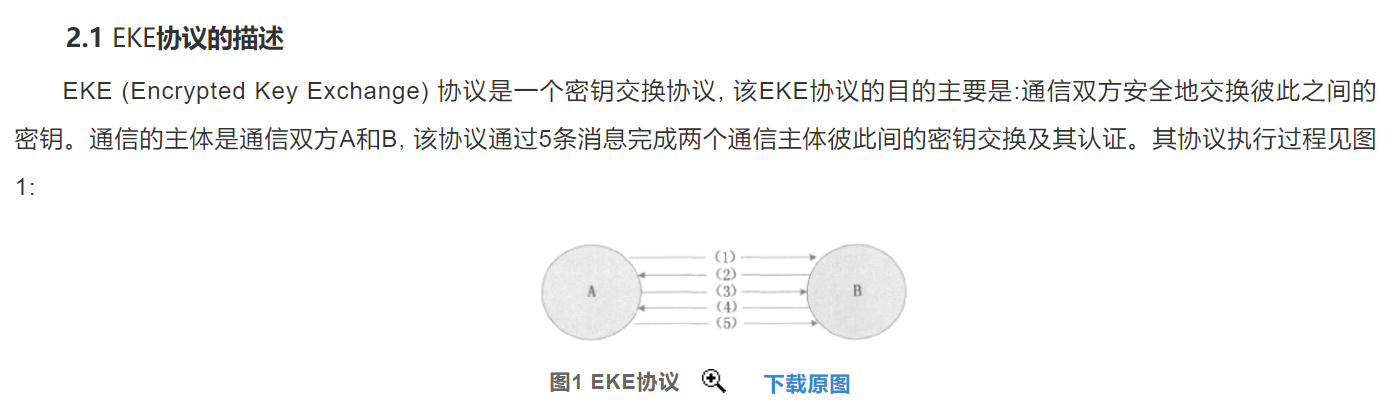 2.1 EKE协议的描述
EKE (Encrypted Key Exchange) 协议是一个密钥交换协议, 该EKE协议的目的主要是:通信双方安全地交换彼此之间的
密钥。通信的主体是通信双方A和B, 该协议通过5条消息完成两个通信主体彼此间的密钥交换及其认证。其协议执行过程见图
1:
(1)
(2)
A
(3)
B
(4)
(5)
图1 EKE协议 下载原图